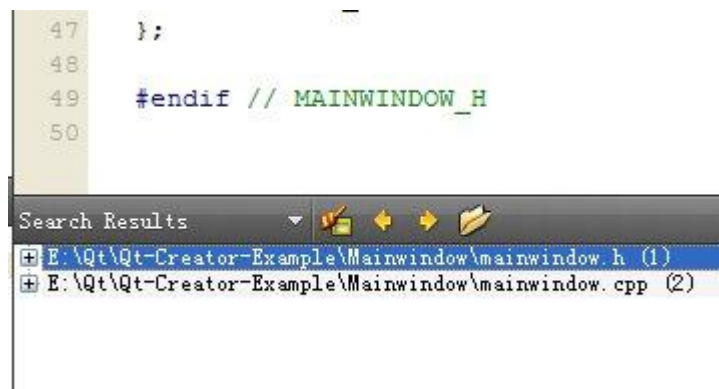 47 };
48
49 #endif // MAINWINDOW_H
50
Search Results
E:\Qt\Qt-Creator-Example\Mainwindow\mainwindow.h (1)
E:\Qt\Qt-Creator-Example\Mainwindow\mainwindow.cpp (2)